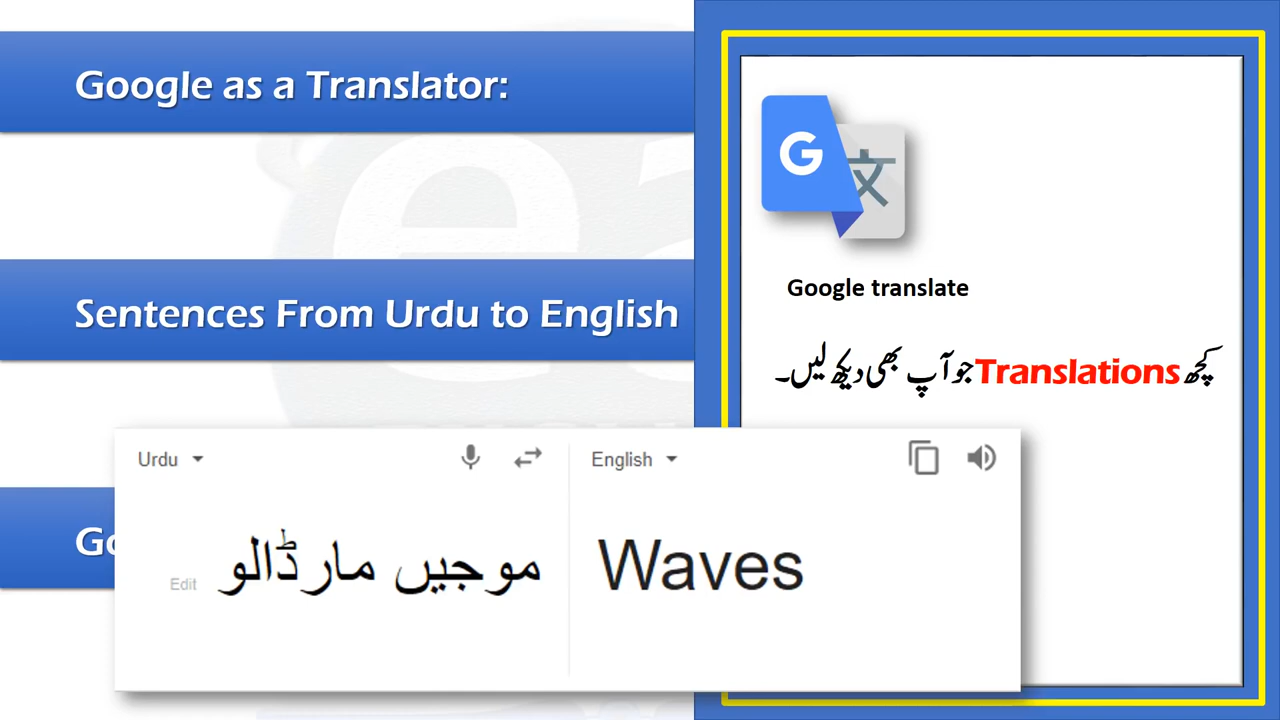 Google as a Translator:
Sentences From Urdu to English
Google translate
کچھ Translations جو آپ بھی دیکھ لیں۔
Urdu
English
Edit
موجیں مار ڈالو
Waves